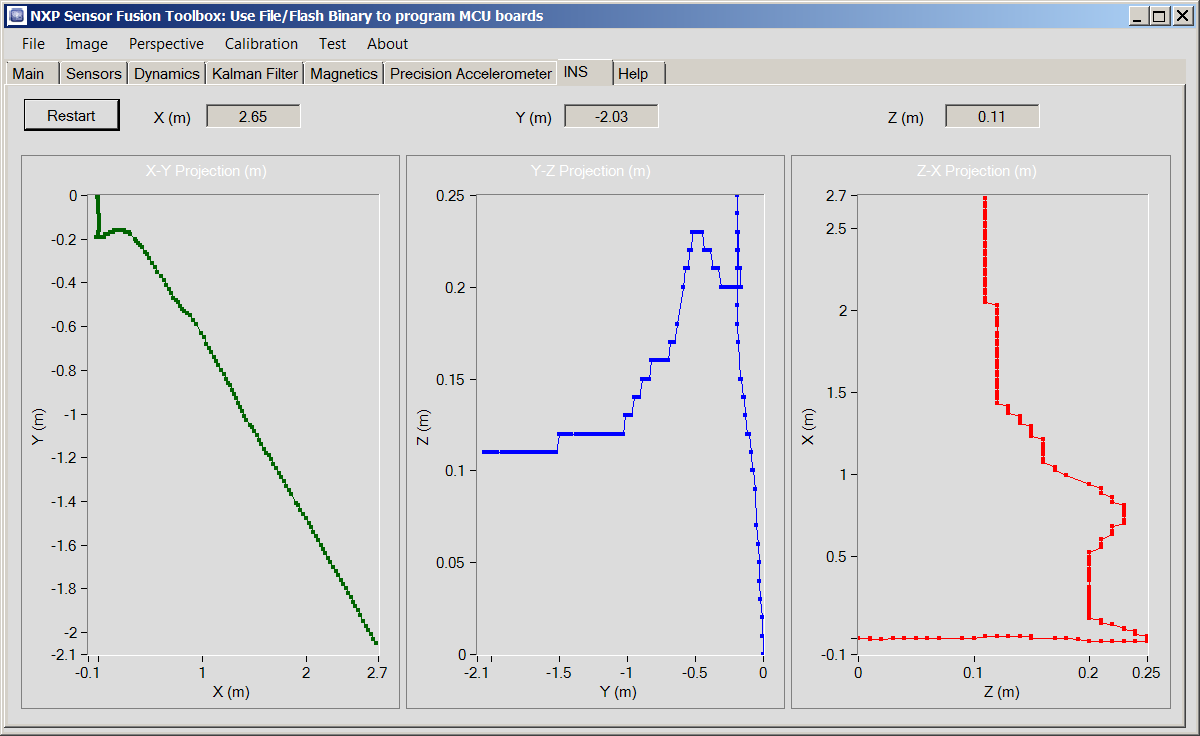 NXP Sensor Fusion Toolbox: Use File/Flash Binary to program MCU boards
File Image Perspective Calibration Test About
Main Sensors Dynamics Kalman Filter Magnetics Precision Accelerometer INS Help
Restart X (m) 2.65 Y (m) -2.03 Z (m) 0.11
X-Y Projection (m)
0
-0.2
-0.4
-0.6
-0.8
-1
-1.2
-1.4
-1.6
-1.8
-2
-2.1
Y (m)
-0.1 1 2 2.7
X (m)
Y-Z Projection (m)
0.25
0.2
0.15
0.1
0.05
0
Z (m)
-2.1 -1.5 -1 -0.5 0
Y (m)
Z-X Projection (m)
2.7
2.5
2
1.5
1
0.5
-0.1
X (m)
0 0.1 0.2 0.25
Z (m)